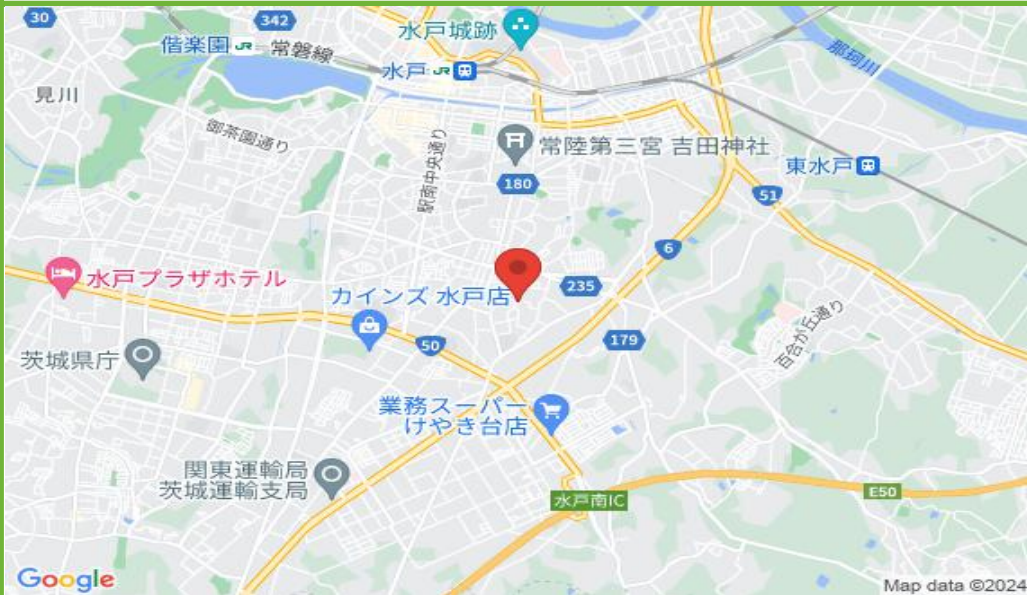 30
342
水戸城跡
偕楽園
JR
常磐線
水戸
JR
那珂川
見川
御茶園通り
駅南中央通り
常陸第三宮 吉田神社
180
東水戸
51
6
水戸プラザホテル
カインズ 水戸店
235
50
179
百合が丘通り
茨城県庁
業務スーパー
けやき台店
関東運輸局
茨城運輸支局
水戸南IC
E50
Google
Map data ©2024